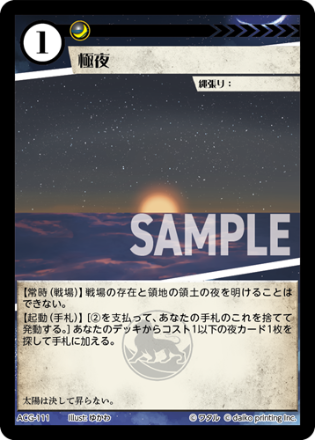 1
極夜
縄張り：
SAMPLE
【常時（戦場）】戦場の存在と領地の領土の夜を明けることは
できない。
【起動（手札）】[②を支払って、あなたの手札のこれを捨てて
発動する。] あなたのデッキからコスト1以下の夜カード1枚を
探して手札に加える。
太陽は決して昇らない。
ACG-111 Illust ゆかわ © ワタル © daiko printing inc.